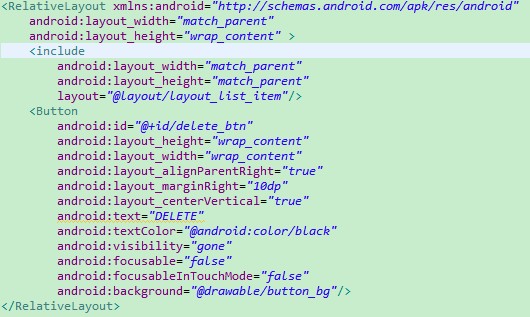 <RelativeLayout xmlns:android="http://schemas.android.com/apk/res/android"
    android:layout_width="match_parent"
    android:layout_height="wrap_content" >
    <include
        android:layout_width="match_parent"
        android:layout_height="match_parent"
        layout="@layout/layout_list_item"/>
    <Button
        android:id="@+id/delete_btn"
        android:layout_height="wrap_content"
        android:layout_width="wrap_content"
        android:layout_alignParentRight="true"
        android:layout_marginRight="10dp"
        android:layout_centerVertical="true"
        android:text="DELETE"
        android:textColor="@android:color/black"
        android:visibility="gone"
        android:focusable="false"
        android:focusableInTouchMode="false"
        android:background="@drawable/button_bg"/>
</RelativeLayout>